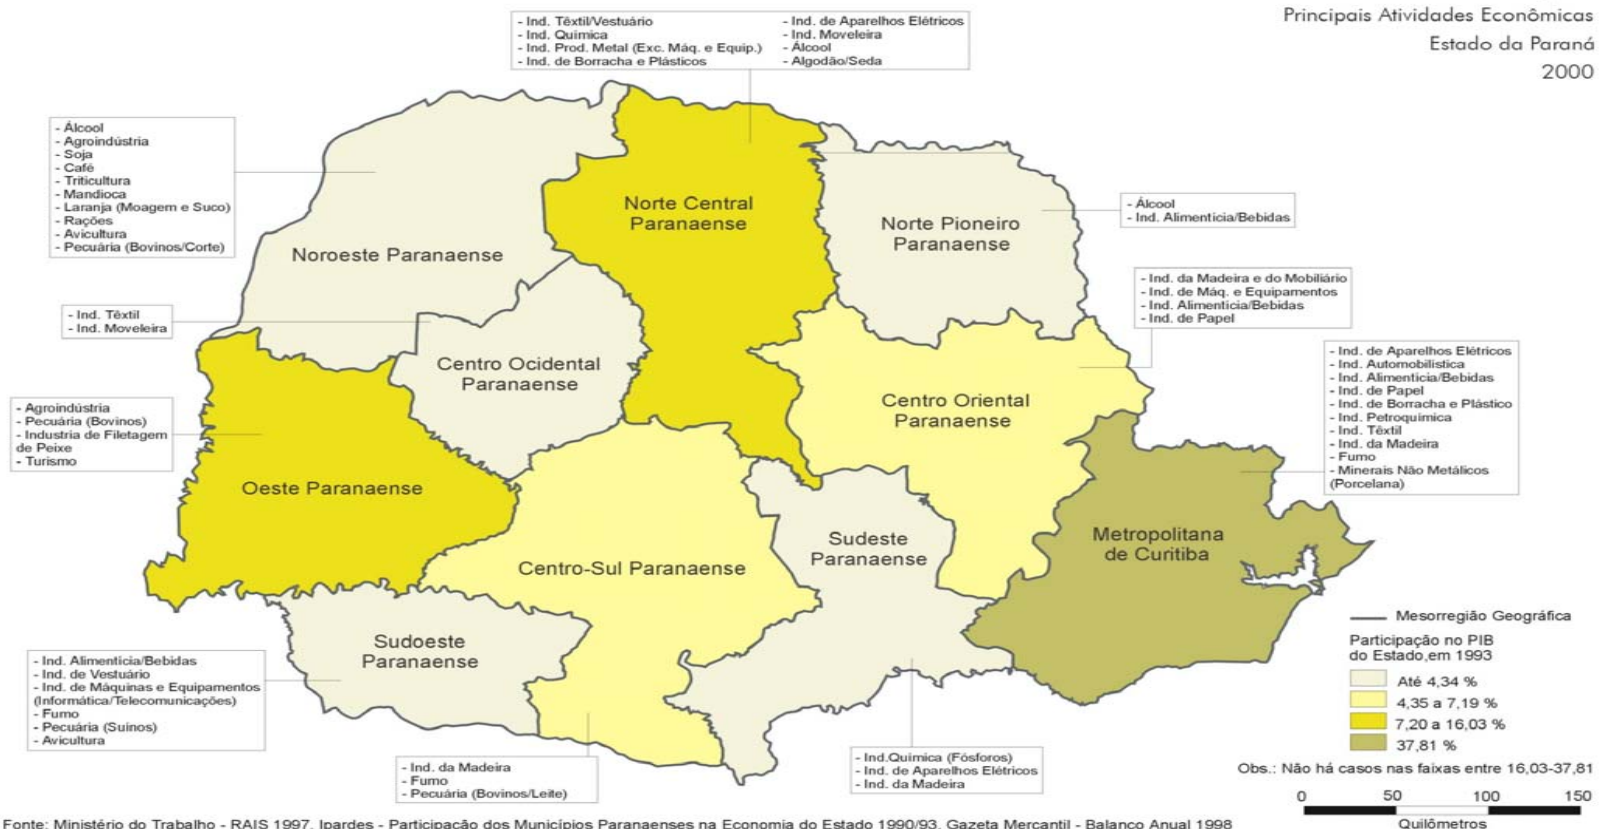 Principais Atividades Econômicas
Estado da Paraná
2000
- Ind. Têxtil/Vestuário
- Ind. Química
- Ind. Prod. Metal (Exc. Máq. e Equip.)
- Ind. de Borracha e Plásticos
- Ind. de Aparelhos Elétricos
- Ind. Moveleira
- Álcool
- Algodão/Seda
- Álcool
- Agroindústria
- Soja
- Café
- Triticultura
- Mandioca
- Laranja (Moagem e Suco)
- Rações
- Avicultura
- Pecuária (Bovinos/Corte)
Noroeste Paranaense
Norte Central
Paranaense
Norte Pioneiro
Paranaense
- Álcool
- Ind. Alimentícia/Bebidas
- Ind. da Madeira e do Mobiliário
- Ind. de Máq. e Equipamentos
- Ind. Alimentícia/Bebidas
- Ind. de Papel
- Ind. Têxtil
- Ind. Moveleira
Centro Ocidental
Paranaense
Centro Oriental
Paranaense
- Ind. de Aparelhos Elétricos
- Ind. Automobilística
- Ind. Alimentícia/Bebidas
- Ind. de Papel
- Ind. de Borracha e Plástico
- Ind. Petroquímica
- Ind. Têxtil
- Ind. da Madeira
- Fumo
- Minerais Não Metálicos
(Porcelana)
- Agroindústria
- Pecuária (Bovinos)
- Industria de Filetagem
de Peixe
- Turismo
Oeste Paranaense
Centro-Sul Paranaense
Sudeste
Paranaense
Metropolitana
de Curitiba
Sudoeste
Paranaense
- Ind. Alimentícia/Bebidas
- Ind. de Vestuário
- Ind. de Máquinas e Equipamentos
(Informática/Telecomunicações)
- Fumo
- Pecuária (Suínos)
- Avicultura
- Ind. da Madeira
- Fumo
- Pecuária (Bovinos/Leite)
- Ind.Química (Fósforos)
- Ind. de Aparelhos Elétricos
- Ind. da Madeira
Mesorregião Geográfica
Participação no PIB
do Estado,em 1993
Até 4,34 %
4,35 a 7,19 %
7,20 a 16,03 %
37,81 %
Obs.: Não há casos nas faixas entre 16,03-37,81
0 50 100 150
Quilômetros
Fonte: Ministério do Trabalho - RAIS 1997. Ipardes - Participação dos Municípios Paranaenses na Economia do Estado 1990/93. Gazeta Mercantil - Balanço Anual 1998